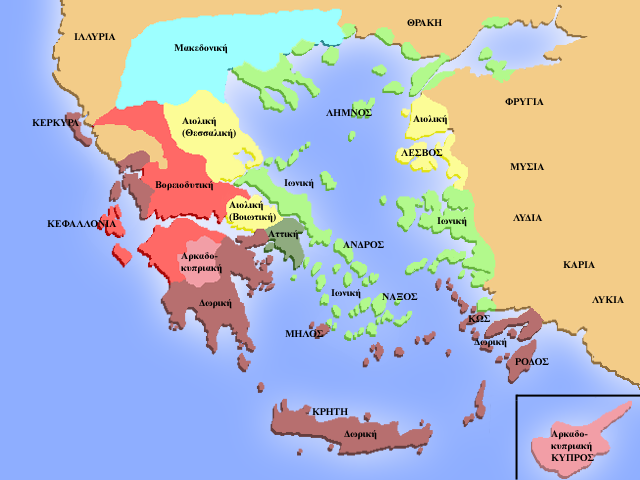 ΘΡΑΚΗ
ΙΛΛΥΡΙΑ
Μακεδονική
ΦΡΥΓΙΑ
ΛΗΜΝΟΣ
ΚΕΡΚΥΡΑ
Αιολική
(Θεσσαλική)
Αιολική
ΛΕΣΒΟΣ
ΜΥΣΙΑ
Βορειοδυτική
Ιωνική
Αιολική
(Βοιωτική)
ΛΥΔΙΑ
Ιωνική
ΚΕΦΑΛΛΟΝΙΑ
Αττική
ΑΝΔΡΟΣ
Αρκαδο-
κυπριακή
ΚΑΡΙΑ
Ιωνική
ΝΑΞΟΣ
Δωρική
ΛΥΚΙΑ
ΚΩΣ
ΜΗΛΟΣ
Δωρική
ΡΟΔΟΣ
ΚΡΗΤΗ
Δωρική
Αρκαδο-
κυπριακή
ΚΥΠΡΟΣ